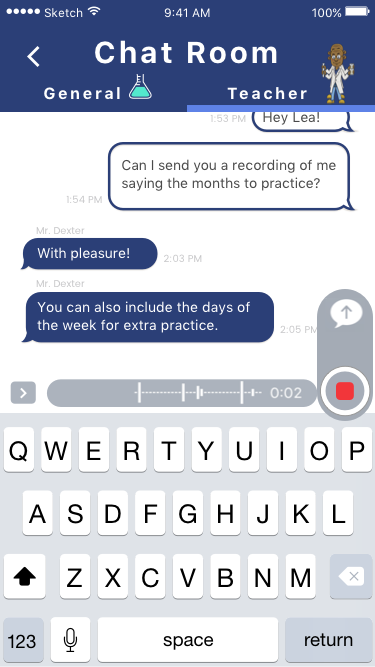 Sketch 9:41 AM 100%
Chat Room
General Teacher
1:53 PM Hey Lea!
Can I send you a recording of me
saying the months to practice?
1:54 PM
Mr. Dexter
With pleasure!
2:03 PM
Mr. Dexter
You can also include the days of
the week for extra practice.
2:05 PM
0:02
Q W E R T Y U I O P
A S D F G H J K L
Z X C V B N M
123 space return